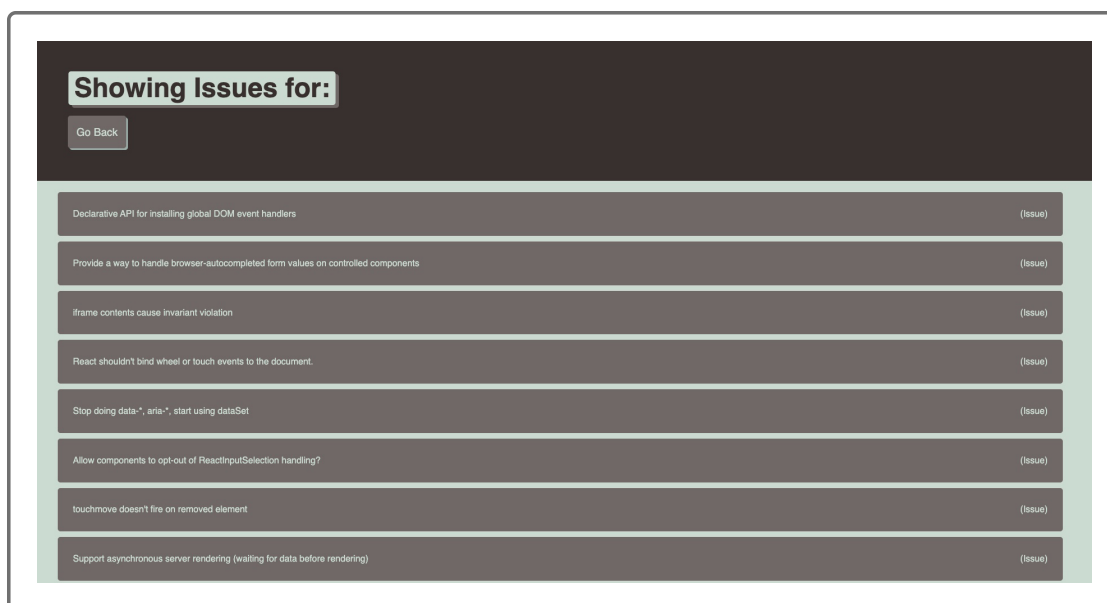 Showing Issues for:
Go Back
Declarative API for installing global DOM event handlers (Issue)
Provide a way to handle browser-autocompleted form values on controlled components (Issue)
iframe contents cause invariant violation (Issue)
React shouldn't bind wheel or touch events to the document. (Issue)
Stop doing data-*, aria-*, start using dataSet (Issue)
Allow components to opt-out of ReactInputSelection handling? (Issue)
touchmove doesn't fire on removed element (Issue)
Support asynchronous server rendering (waiting for data before rendering) (Issue)